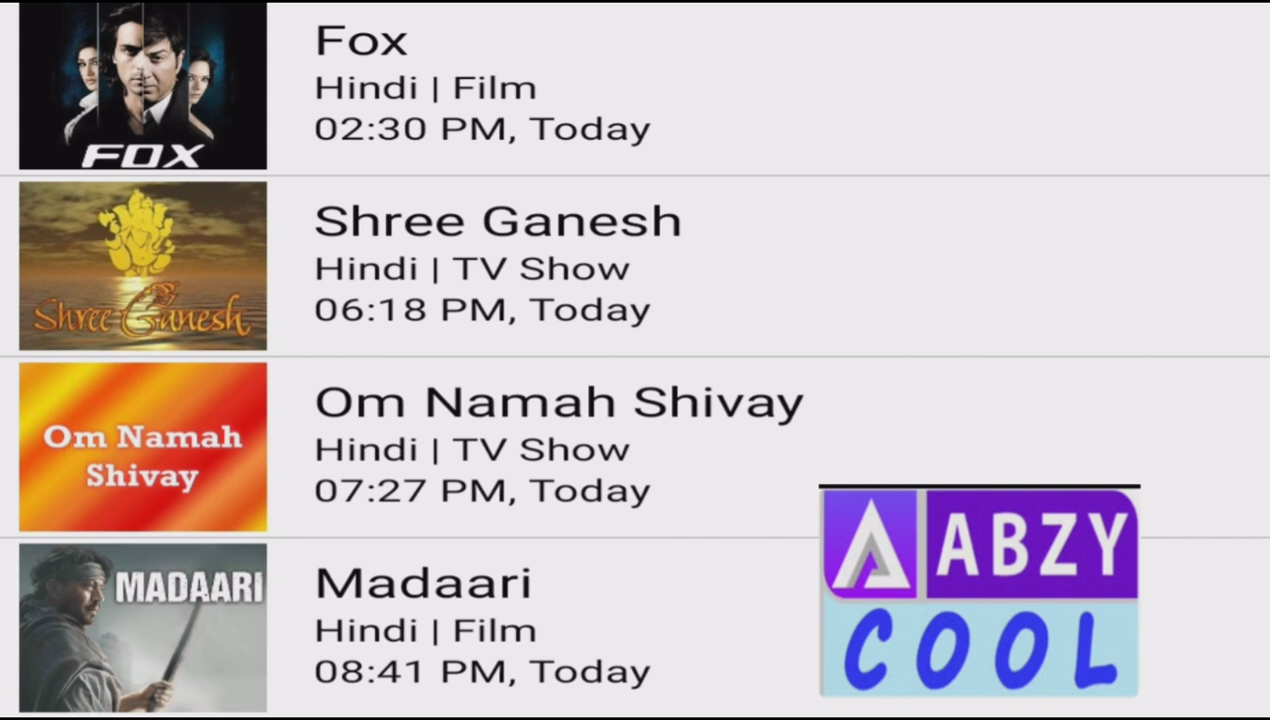 FOX
Fox
Hindi | Film
02:30 PM, Today
Shree Ganesh
Shree Ganesh
Hindi | TV Show
06:18 PM, Today
Om Namah
Shivay
Om Namah Shivay
Hindi | TV Show
07:27 PM, Today
MADAARI
Madaari
Hindi | Film
08:41 PM, Today
A ABZY
COOL